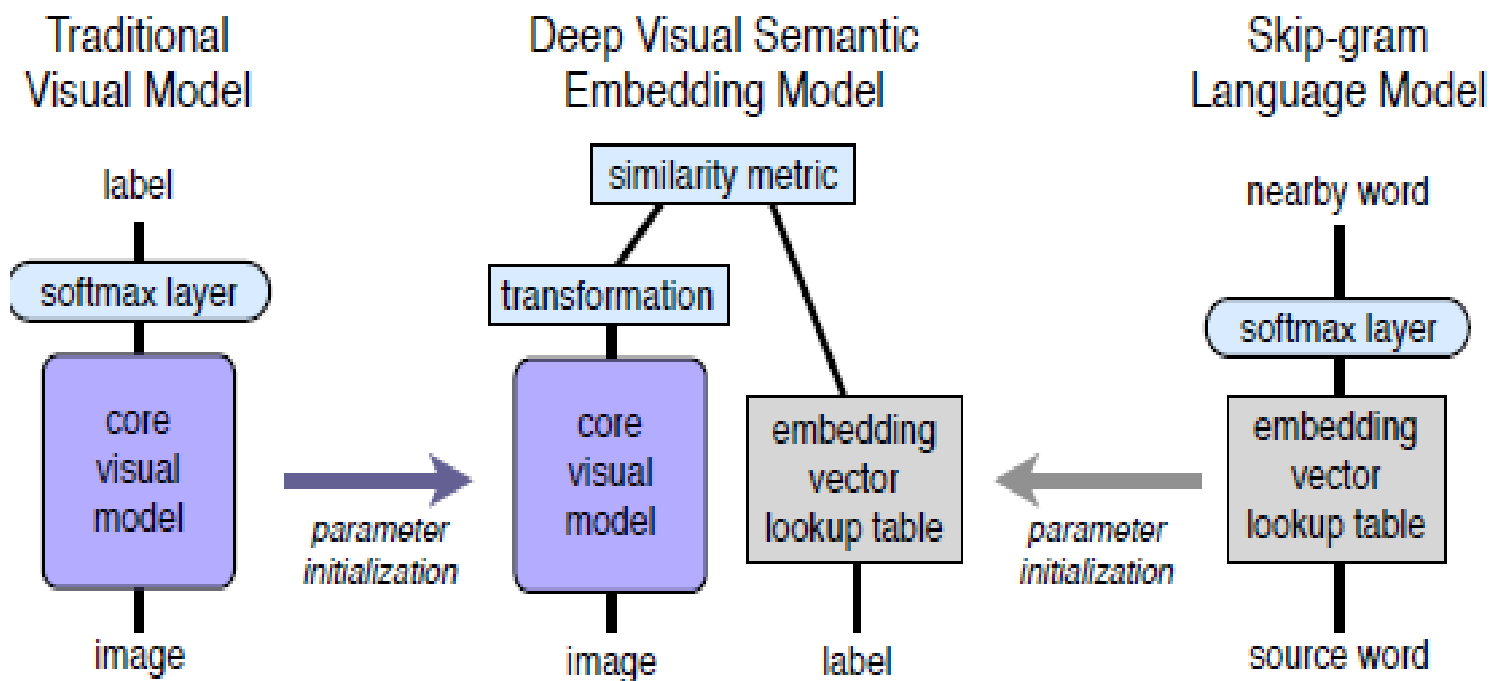 Traditional
Visual Model
label
softmax layer
core
visual
model
image
parameter
initialization
Deep Visual Semantic
Embedding Model
similarity metric
transformation
core
visual
model
image
embedding
vector
lookup table
label
parameter
initialization
Skip-gram
Language Model
nearby word
softmax layer
embedding
vector
lookup table
source word